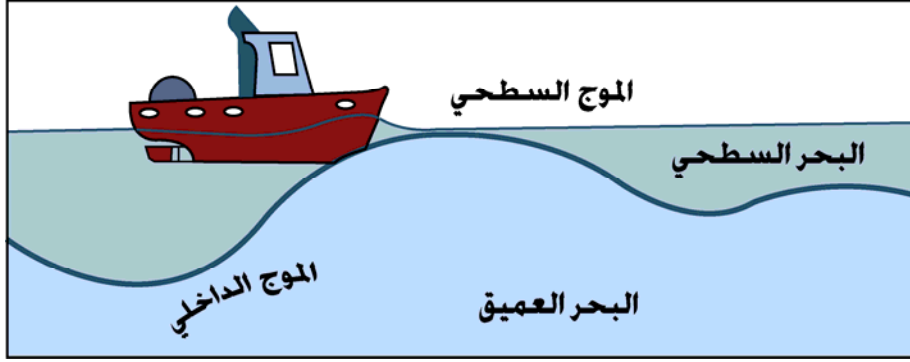 الموج السطحي
البحر السطحي
الموج الداخلي
البحر العميق